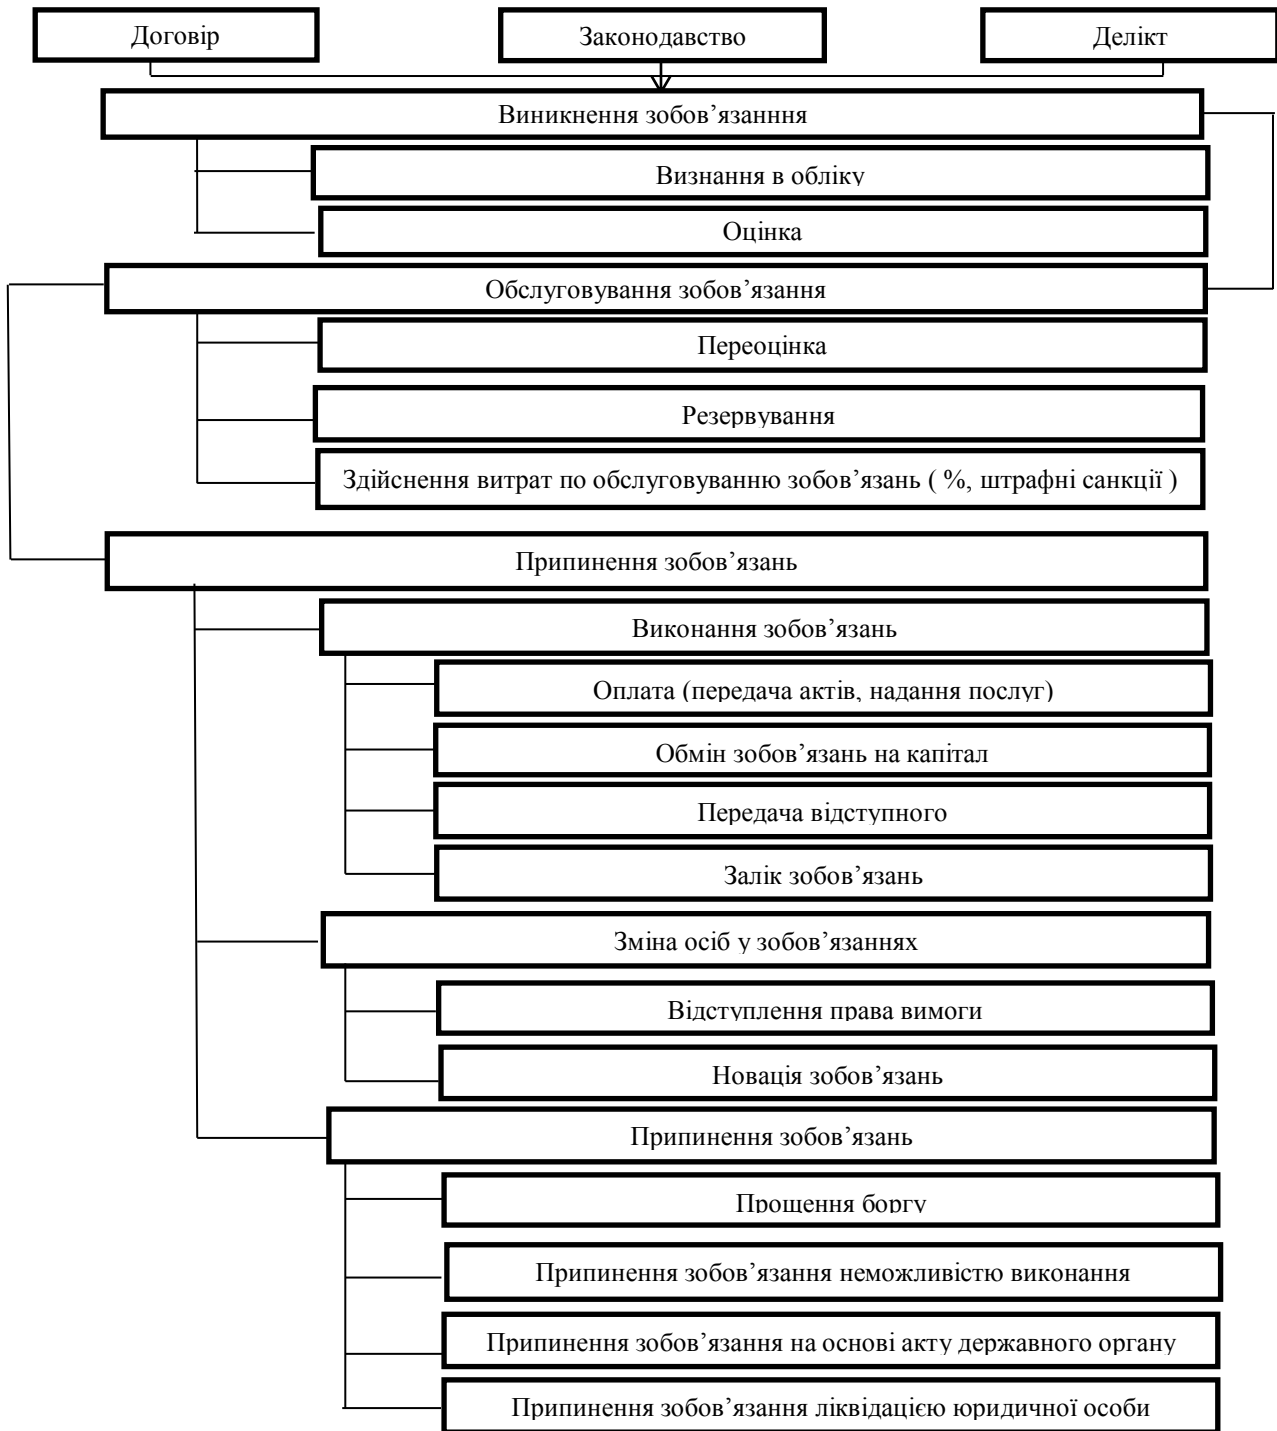 Договір
Законодавство
Делікт
Виникнення зобов’язанння
Визнання в обліку
Оцінка
Обслуговування зобов’язання
Переоцінка
Резервування
Здійснення витрат по обслуговуванню зобов’язань ( %, штрафні санкції )
Припинення зобов’язань
Виконання зобов’язань
Оплата (передача актів, надання послуг)
Обмін зобов’язань на капітал
Передача відступного
Залік зобов’язань
Зміна осіб у зобов’язаннях
Відступлення права вимоги
Новація зобов’язань
Припинення зобов’язань
Прощення боргу
Припинення зобов’язання неможливістю виконання
Припинення зобов’язання на основі акту державного органу
Припинення зобов’язання ліквідацією юридичної особи